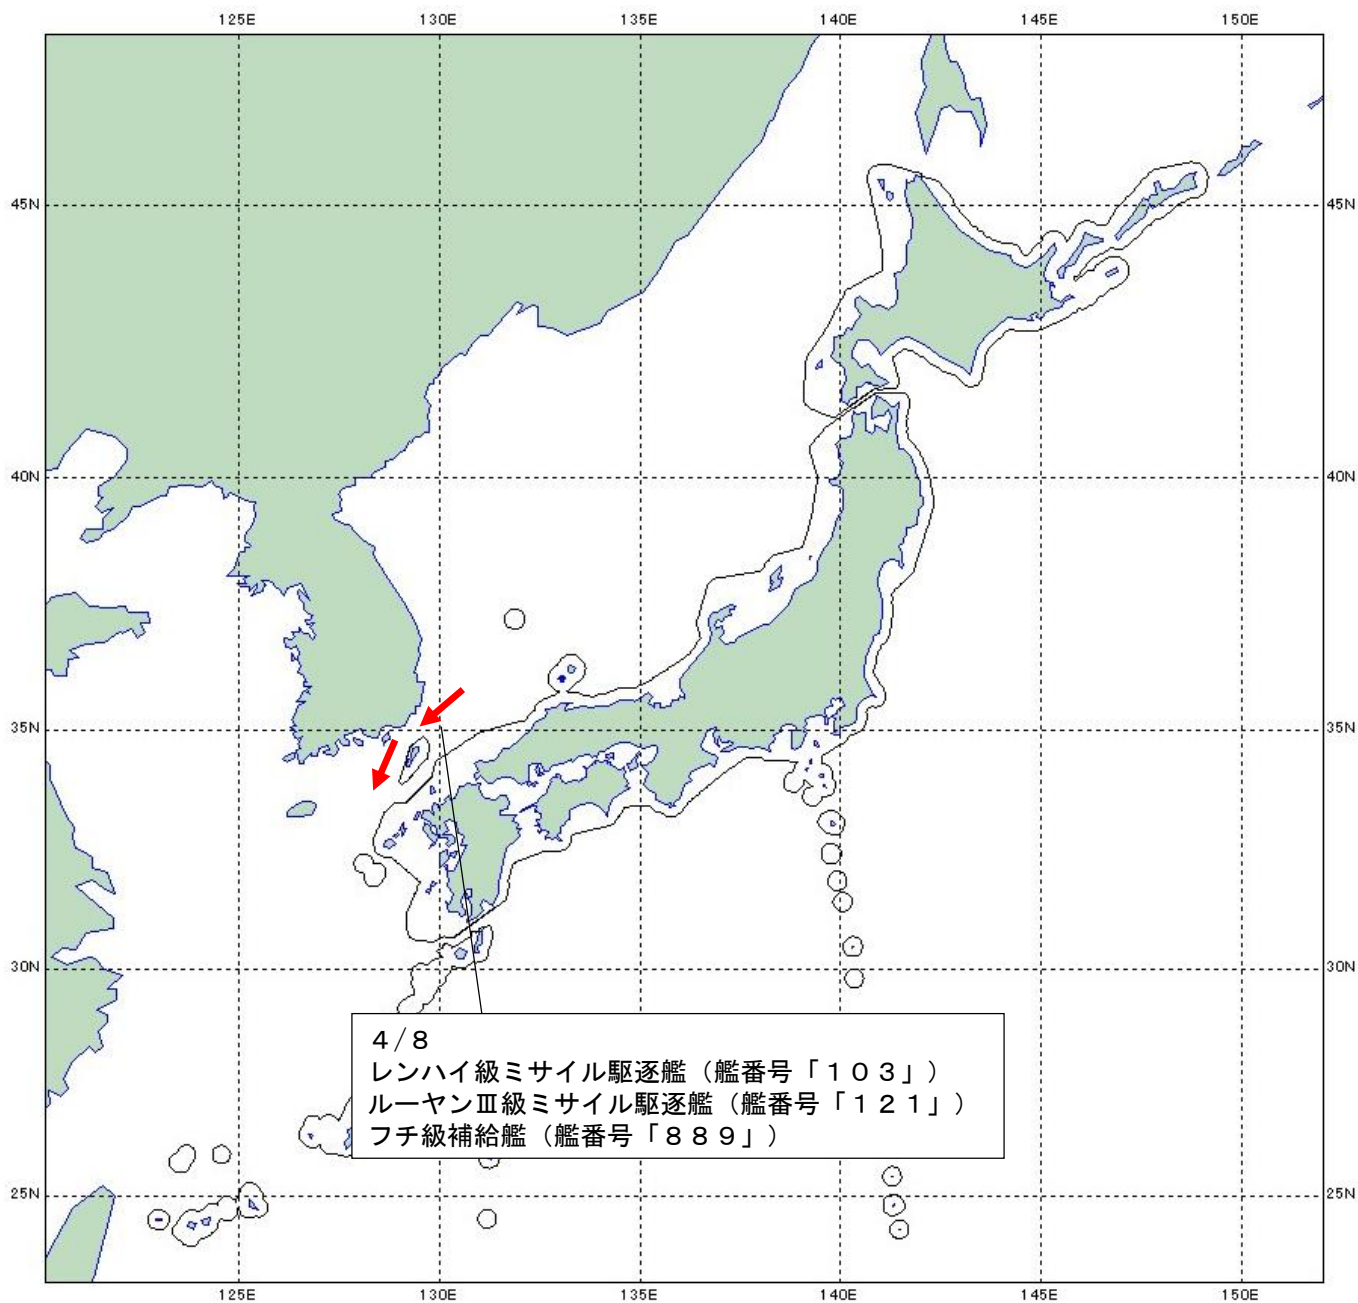 125E 130E 135E 140E 145E 150E
45N 45N
40N 40N
35N 35N
30N 30N
4/8
レンハイ級ミサイル駆逐艦（艦番号「１０３」）
ルーヤンⅢ級ミサイル駆逐艦（艦番号「１２１」）
フチ級補給艦（艦番号「８８９」）
25N 25N
125E 130E 135E 140E 145E 150E